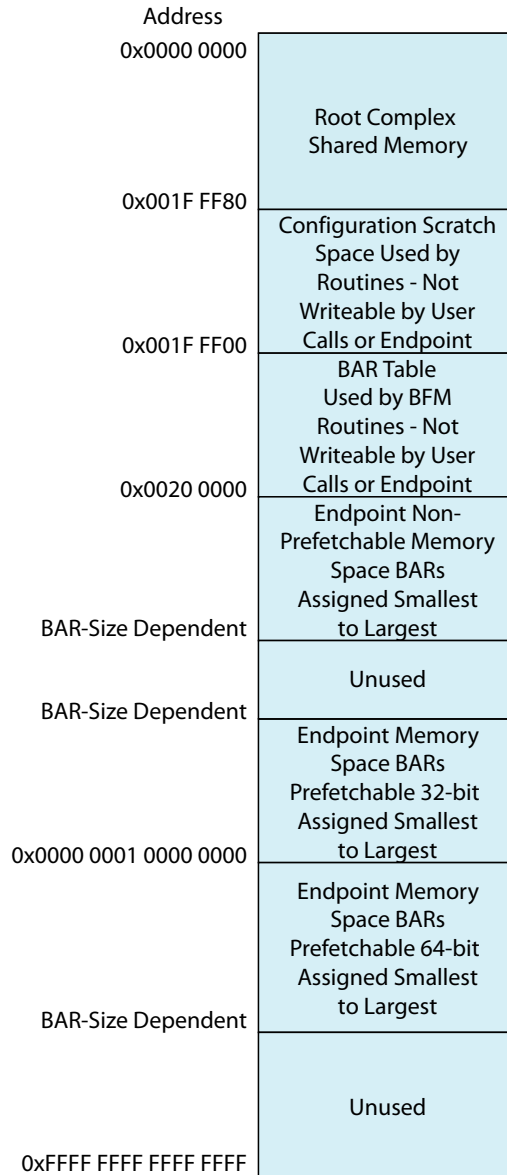 Address
0x0000 0000
Root Complex
Shared Memory
0x001F FF80
Configuration Scratch
Space Used by
Routines - Not
Writeable by User
Calls or Endpoint
0x001F FF00
BAR Table
Used by BFM
Routines - Not
Writeable by User
Calls or Endpoint
0x0020 0000
Endpoint Non-
Prefetchable Memory
Space BARs
Assigned Smallest
to Largest
BAR-Size Dependent
Unused
BAR-Size Dependent
Endpoint Memory
Space BARs
Prefetchable 32-bit
Assigned Smallest
to Largest
0x0000 0001 0000 0000
Endpoint Memory
Space BARs
Prefetchable 64-bit
Assigned Smallest
to Largest
BAR-Size Dependent
Unused
0xFFFF FFFF FFFF FFFF